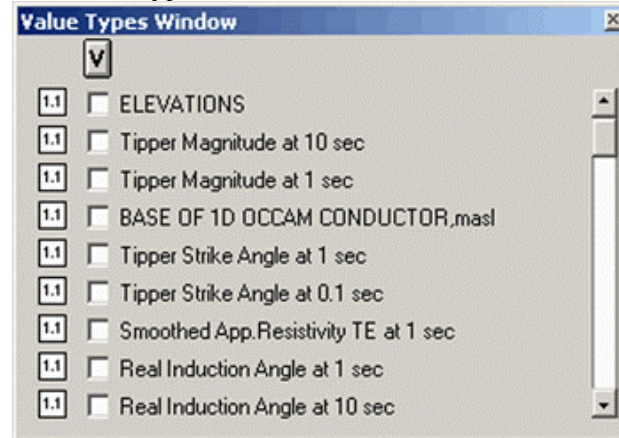 Value Types Window
V
1.1 ELEVATIONS
1.1 Tipper Magnitude at 10 sec
1.1 Tipper Magnitude at 1 sec
1.1 BASE OF 1D OCCAM CONDUCTOR,masl
1.1 Tipper Strike Angle at 1 sec
1.1 Tipper Strike Angle at 0.1 sec
1.1 Smoothed App.Resistivity TE at 1 sec
1.1 Real Induction Angle at 1 sec
1.1 Real Induction Angle at 10 sec